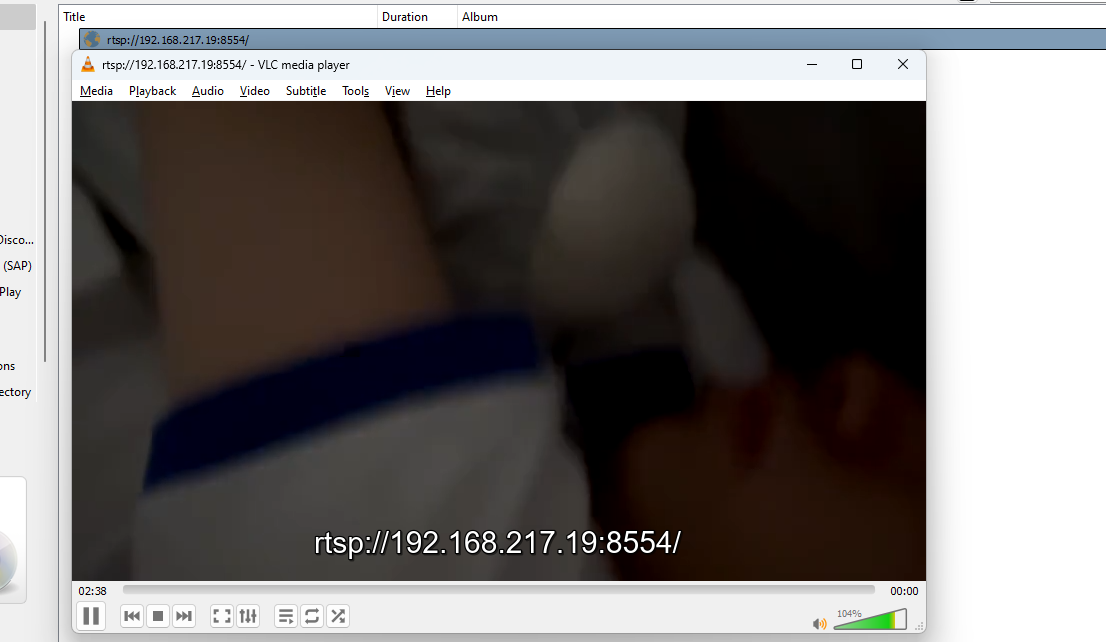 Title Duration Album
rtsp://192.168.217.19:8554/
rtsp://192.168.217.19:8554/ - VLC media player
Media Playback Audio Video Subtitle Tools View Help
Disco...
(SAP)
Play
ons
ectory
rtsp://192.168.217.19:8554/
02:38 00:00
104%